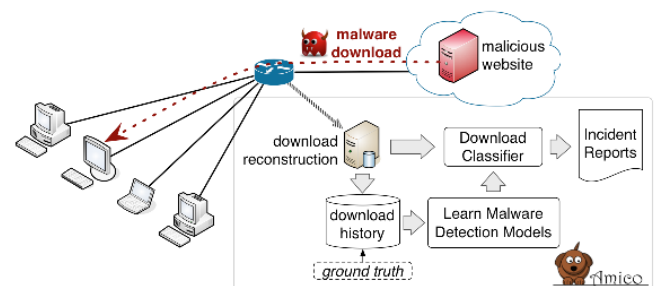 malware
download
malicious
website
download
reconstruction
Download
Classifier
Incident
Reports
download
history
Learn Malware
Detection Models
ground truth
Amico